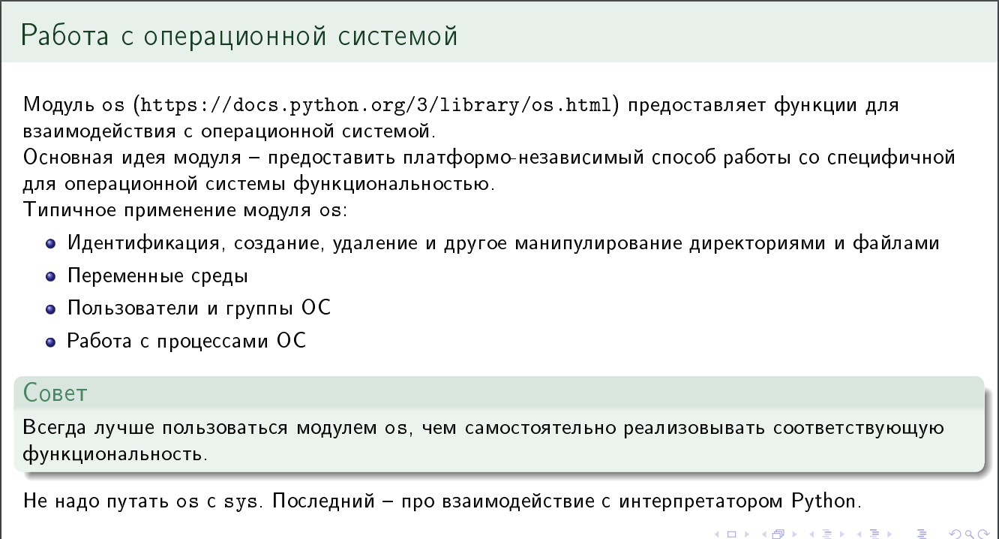 Работа с операционной системой
Модуль os (https://docs.python.org/3/library/os.html) предоставляет функции для
взаимодействия с операционной системой.
Основная идея модуля – предоставить платформо-независимый способ работы со специфичной
для операционной системы функциональностью.
Типичное применение модуля os:
Идентификация, создание, удаление и другое манипулирование директориями и файлами
Переменные среды
Пользователи и группы ОС
Работа с процессами ОС
Совет
Всегда лучше пользоваться модулем os, чем самостоятельно реализовывать соответствующую
функциональность.
Не надо путать os с sys. Последний – про взаимодействие с интерпретатором Python.